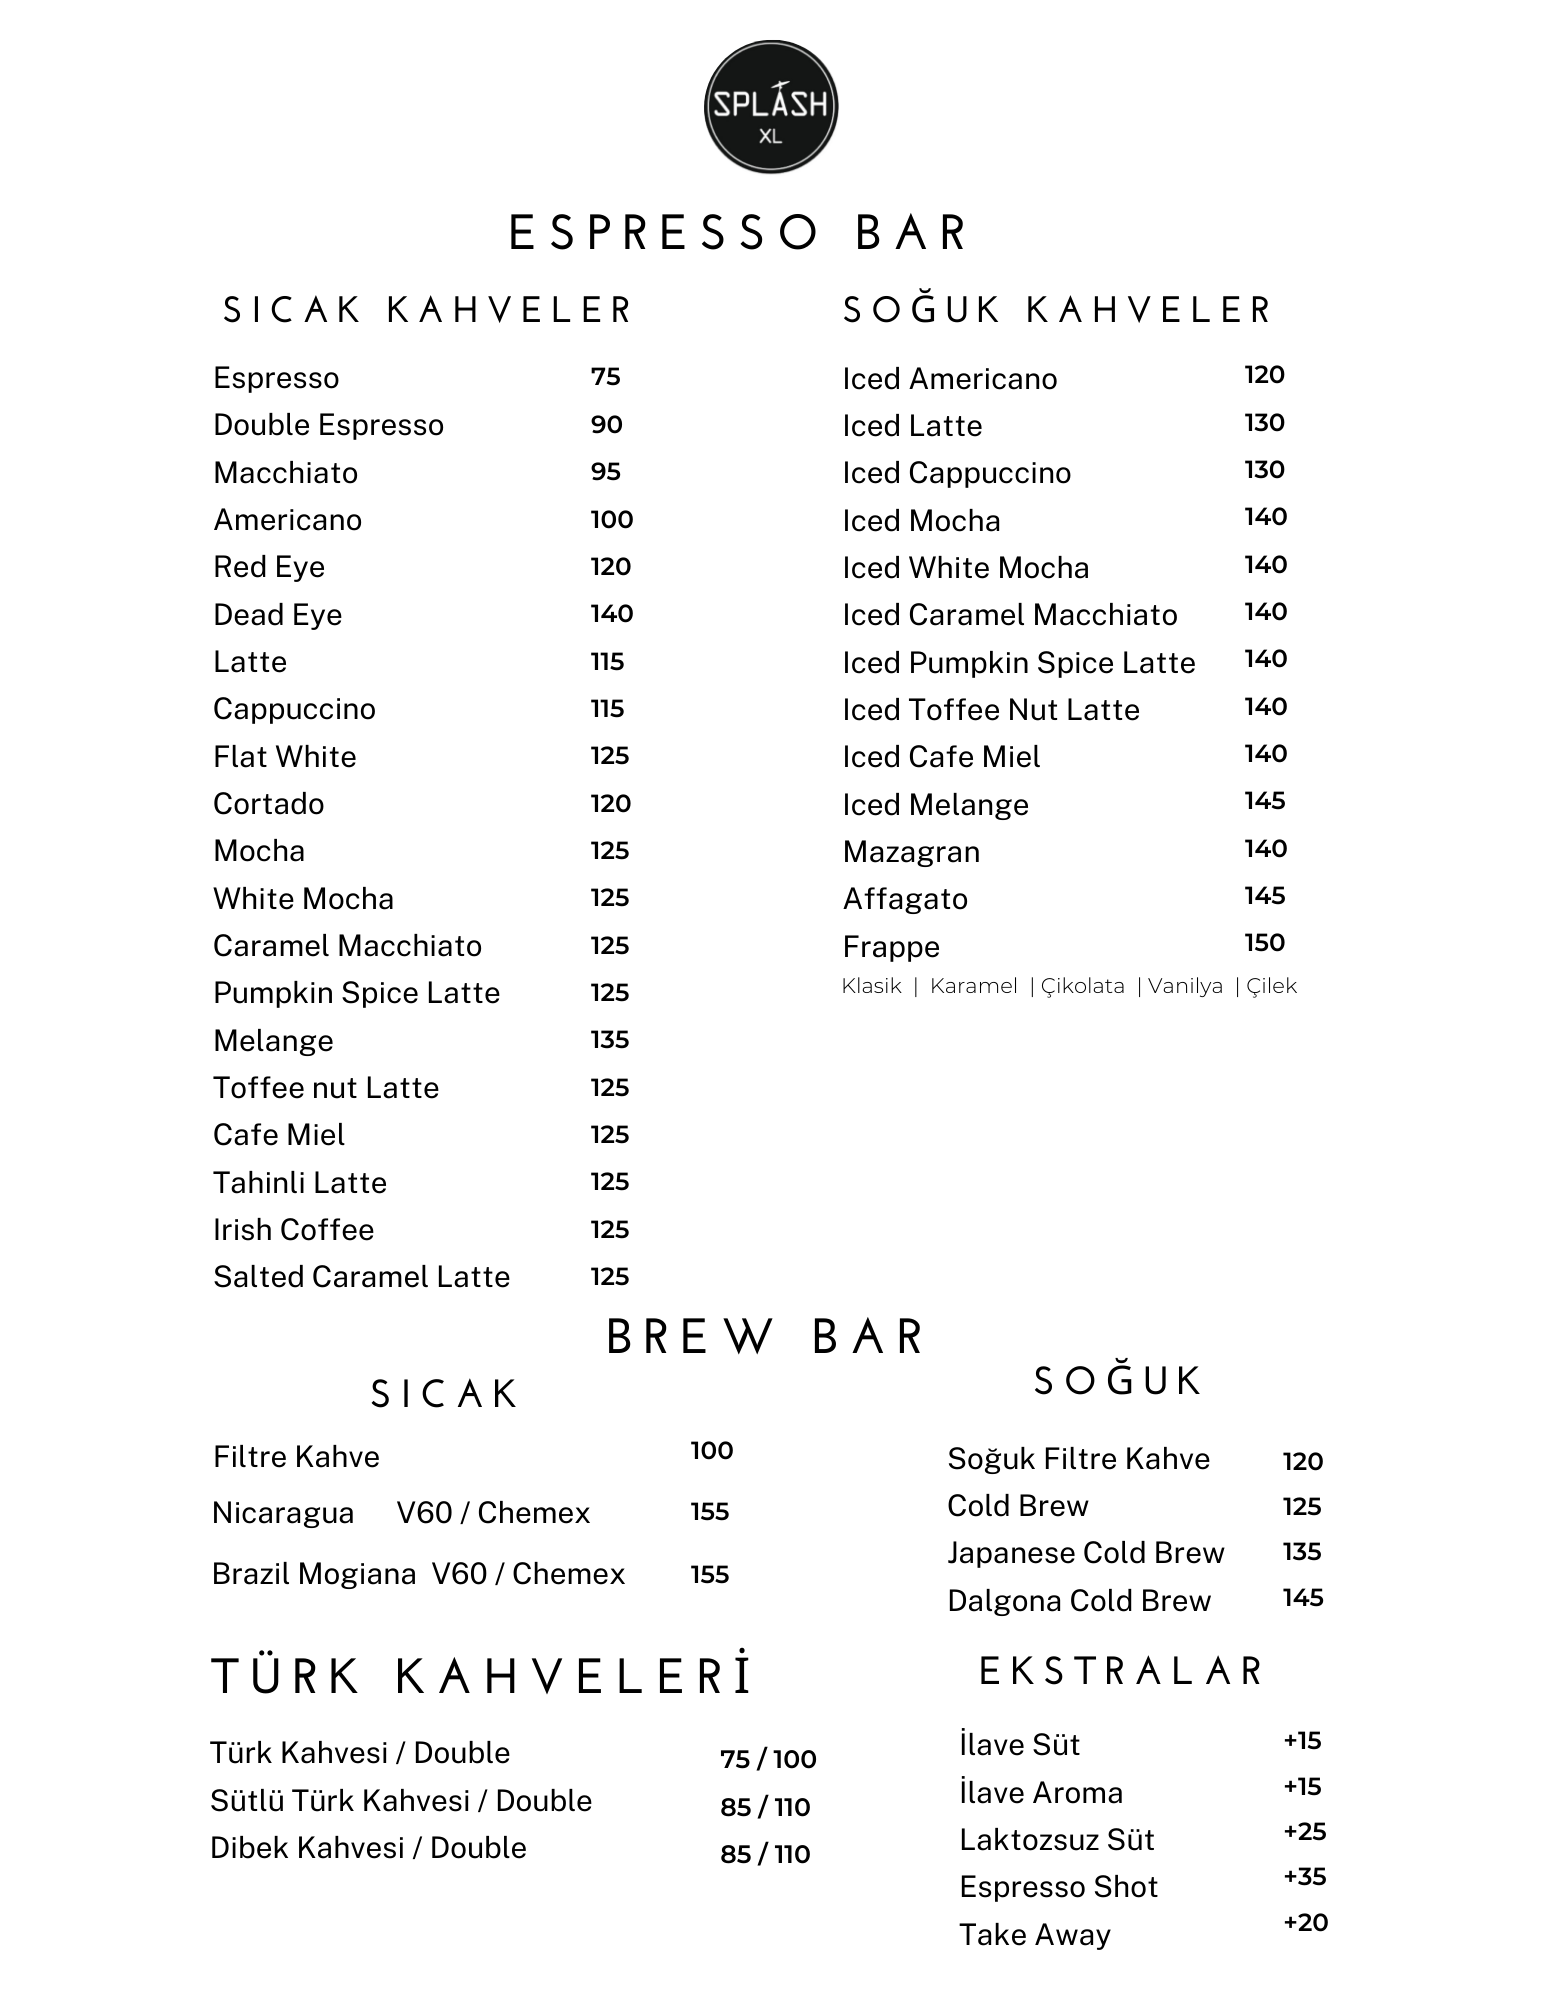 SPLASH
XL
ESPRESSO BAR
SICAK KAHVELER
Espresso 75
Double Espresso 90
Macchiato 95
Americano 100
Red Eye 120
Dead Eye 140
Latte 115
Cappuccino 115
Flat White 125
Cortado 120
Mocha 125
White Mocha 125
Caramel Macchiato 125
Pumpkin Spice Latte 125
Melange 135
Toffee nut Latte 125
Cafe Miel 125
Tahinli Latte 125
Irish Coffee 125
Salted Caramel Latte 125
SOĞUK KAHVELER
Iced Americano 120
Iced Latte 130
Iced Cappuccino 130
Iced Mocha 140
Iced White Mocha 140
Iced Caramel Macchiato 140
Iced Pumpkin Spice Latte 140
Iced Toffee Nut Latte 140
Iced Cafe Miel 140
Iced Melange 145
Mazagran 140
Affagato 145
Frappe 150
Klasik | Karamel | Çikolata | Vanilya | Çilek
BREW BAR
SICAK
Filtre Kahve 100
Nicaragua V60 / Chemex 155
Brazil Mogiana V60 / Chemex 155
SOĞUK
Soğuk Filtre Kahve 120
Cold Brew 125
Japanese Cold Brew 135
Dalgona Cold Brew 145
TÜRK KAHVELERİ
Türk Kahvesi / Double 75 / 100
Sütlü Türk Kahvesi / Double 85 / 110
Dibek Kahvesi / Double 85 / 110
EKSTRALAR
İlave Süt +15
İlave Aroma +15
Laktozsuz Süt +25
Espresso Shot +35
Take Away +20